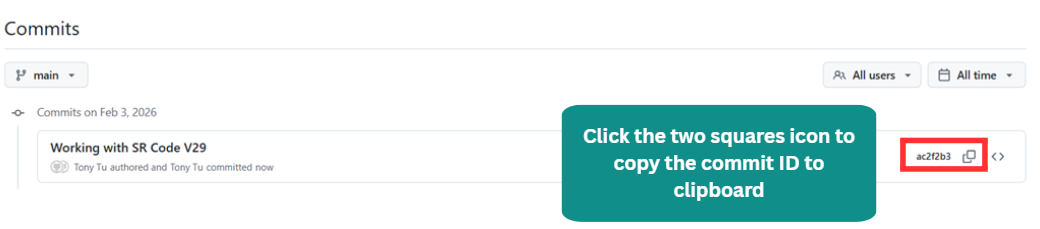 Commits
main
All users
All time
Commits on Feb 3, 2026
Working with SR Code V29
Tony Tu authored and Tony Tu committed now
Click the two squares icon to
copy the commit ID to
clipboard
ac2f2b3